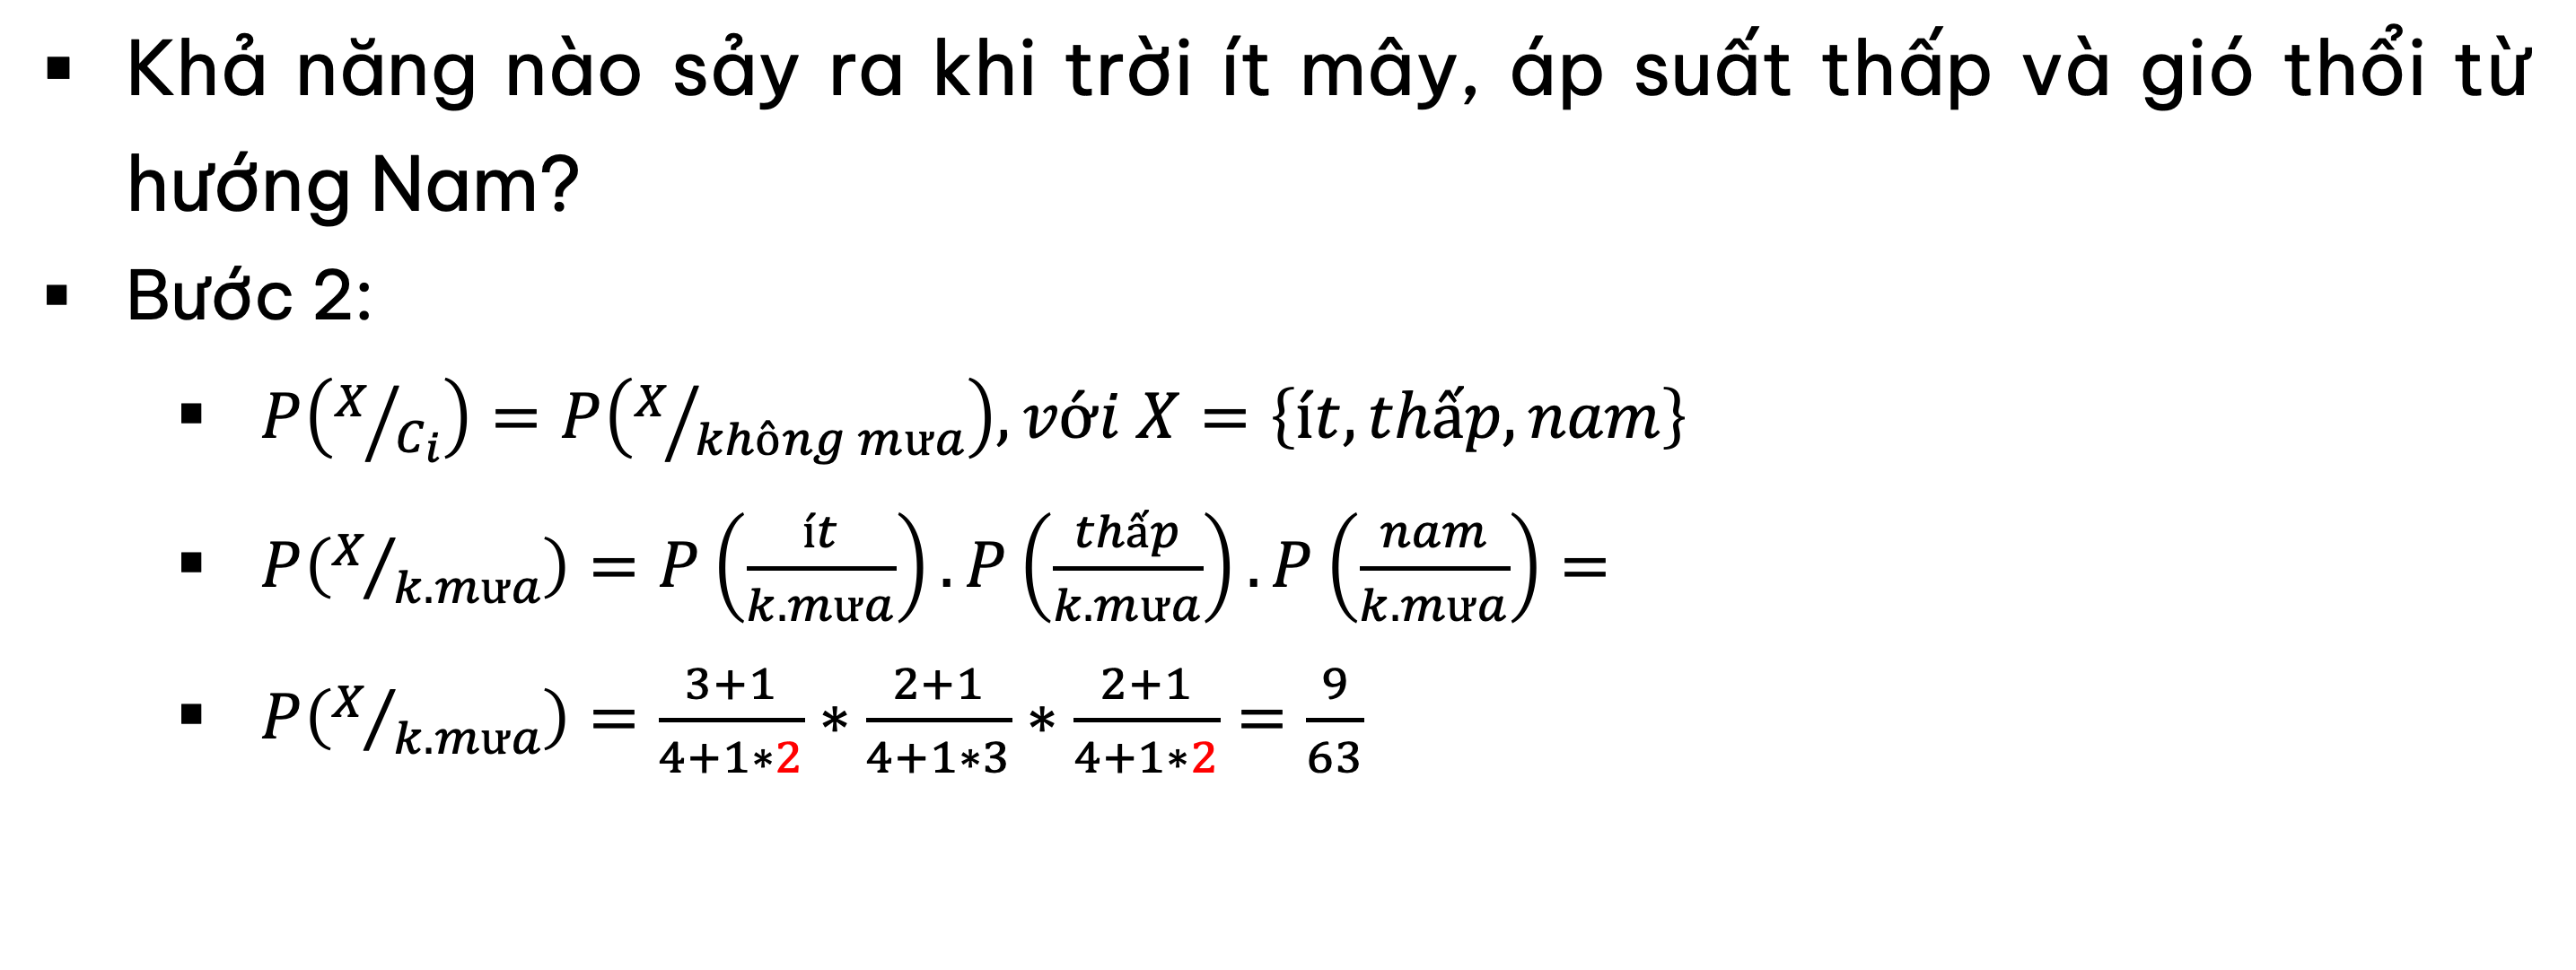 ▪ Khả năng nào sảy ra khi trời ít mây, áp suất thấp và gió thổi từ
hướng Nam?
▪ Bước 2:
▪ P(X/Cᵢ) = P(X/không mưa), với X = {ít, thấp, nam}
▪ P(X/k.mưa) = P(ít/k.mưa).P(thấp/k.mưa).P(nam/k.mưa) =
▪ P(X/k.mưa) = (3+1)/(4+1*2) * (2+1)/(4+1*3) * (2+1)/(4+1*2) = 9/63